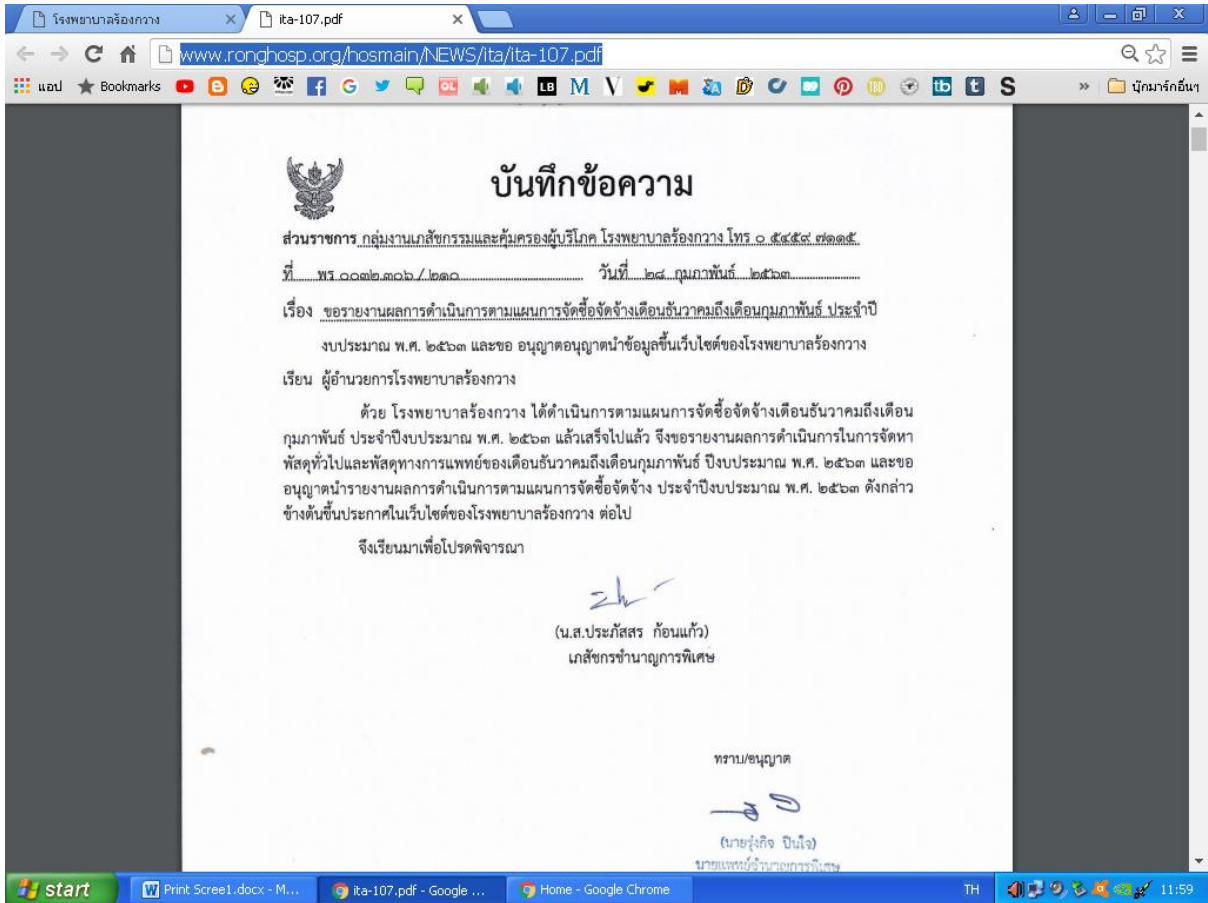 โรงพยาบาลร้องกวาง
ita-107.pdf
www.ronghosp.org/hosmain/NEWS/ita/ita-107.pdf
แอป Bookmarks » บุ๊กมาร์กอื่นๆ
บันทึกข้อความ
ส่วนราชการ กลุ่มงานเภสัชกรรมและคุ้มครองผู้บริโภค โรงพยาบาลร้องกวาง โทร ๐ ๕๔๕๙ ๗๑๑๕
ที่ พร ๐๐๓๒.๓๐๖/๒๑๐ วันที่ ๒๘ กุมภาพันธ์ ๒๕๖๓
เรื่อง ขอรายงานผลการดำเนินการตามแผนการจัดซื้อจัดจ้างเดือนธันวาคมถึงเดือนกุมภาพันธ์ ประจำปี
งบประมาณ พ.ศ. ๒๕๖๓ และขอ อนุญาตอนุญาตนำข้อมูลขึ้นเว็บไซต์ของโรงพยาบาลร้องกวาง
เรียน ผู้อำนวยการโรงพยาบาลร้องกวาง
ด้วย โรงพยาบาลร้องกวาง ได้ดำเนินการตามแผนการจัดซื้อจัดจ้างเดือนธันวาคมถึงเดือน
กุมภาพันธ์ ประจำปีงบประมาณ พ.ศ. ๒๕๖๓ แล้วเสร็จไปแล้ว จึงขอรายงานผลการดำเนินการในการจัดหา
พัสดุทั่วไปและพัสดุทางการแพทย์ของเดือนธันวาคมถึงเดือนกุมภาพันธ์ ปีงบประมาณ พ.ศ. ๒๕๖๓ และขอ
อนุญาตนำรายงานผลการดำเนินการตามแผนการจัดซื้อจัดจ้าง ประจำปีงบประมาณ พ.ศ. ๒๕๖๓ ดังกล่าว
ข้างต้นขึ้นประกาศในเว็บไซต์ของโรงพยาบาลร้องกวาง ต่อไป
จึงเรียนมาเพื่อโปรดพิจารณา
(น.ส.ประภัสสร ก้อนแก้ว)
เภสัชกรชำนาญการพิเศษ
ทราบ/อนุญาต
(นายรุ่งกิจ ปินใจ)
นายแพทย์ชำนาญการพิเศษ
start Print Scree1.docx - M... ita-107.pdf - Google ... Home - Google Chrome TH 11:59